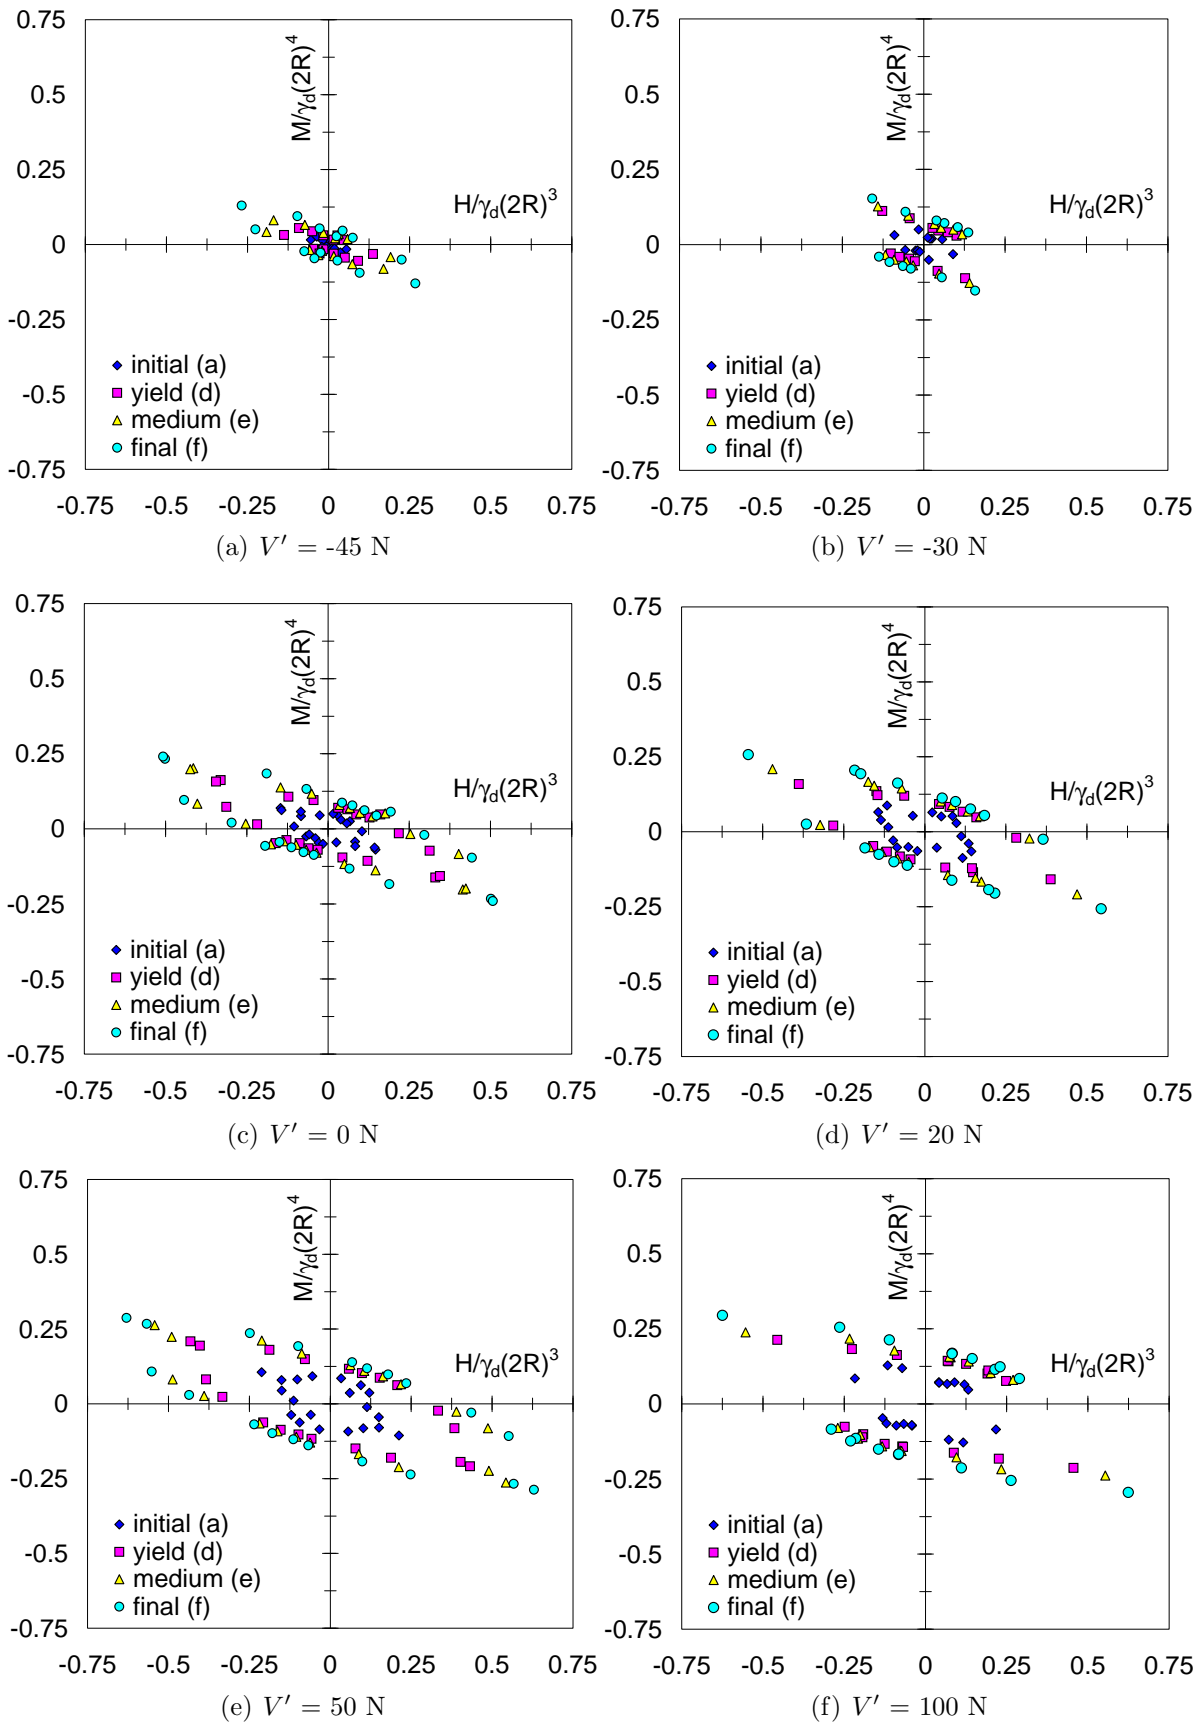 0.75
0.5
0.25
0
-0.25
-0.5
-0.75
M/γd(2R)^4
H/γd(2R)^3
initial (a)
yield (d)
medium (e)
final (f)
-0.75 -0.5 -0.25 0 0.25 0.5 0.75
(a) V′ = -45 N
0.75
0.5
0.25
0
-0.25
-0.5
-0.75
M/γd(2R)^4
H/γd(2R)^3
initial (a)
yield (d)
medium (e)
final (f)
-0.75 -0.5 -0.25 0 0.25 0.5 0.75
(b) V′ = -30 N
0.75
0.5
0.25
0
-0.25
-0.5
-0.75
M/γd(2R)^4
H/γd(2R)^3
initial (a)
yield (d)
medium (e)
final (f)
-0.75 -0.5 -0.25 0 0.25 0.5 0.75
(c) V′ = 0 N
0.75
0.5
0.25
0
-0.25
-0.5
-0.75
M/γd(2R)^4
H/γd(2R)^3
initial (a)
yield (d)
medium (e)
final (f)
-0.75 -0.5 -0.25 0 0.25 0.5 0.75
(d) V′ = 20 N
0.75
0.5
0.25
0
-0.25
-0.5
-0.75
M/γd(2R)^4
H/γd(2R)^3
initial (a)
yield (d)
medium (e)
final (f)
-0.75 -0.5 -0.25 0 0.25 0.5 0.75
(e) V′ = 50 N
0.75
0.5
0.25
0
-0.25
-0.5
-0.75
M/γd(2R)^4
H/γd(2R)^3
initial (a)
yield (d)
medium (e)
final (f)
-0.75 -0.5 -0.25 0 0.25 0.5 0.75
(f) V′ = 100 N